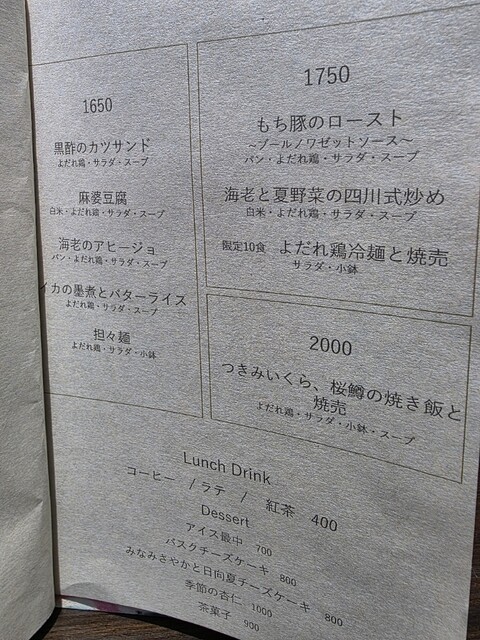 1650
黒酢のカツサンド
よだれ鶏・サラダ・スープ
麻婆豆腐
白米・よだれ鶏・サラダ・スープ
海老のアヒージョ
パン・よだれ鶏・サラダ・スープ
イカの墨煮とバターライス
よだれ鶏・サラダ・スープ
担々麺
よだれ鶏・サラダ・小鉢
1750
もち豚のロースト
~ブールノワゼットソース~
パン・よだれ鶏・サラダ・スープ
海老と夏野菜の四川式炒め
白米・よだれ鶏・サラダ・スープ
限定10食 よだれ鶏冷麺と焼売
サラダ・小鉢
2000
つきみいくら、桜鱒の焼き飯と
焼売
よだれ鶏・サラダ・小鉢・スープ
Lunch Drink
コーヒー / ラテ / 紅茶 400
Dessert
アイス最中 700
バスクチーズケーキ 800
みなみさやかと日向夏チーズケーキ 800
季節の杏仁 1000
茶菓子 900